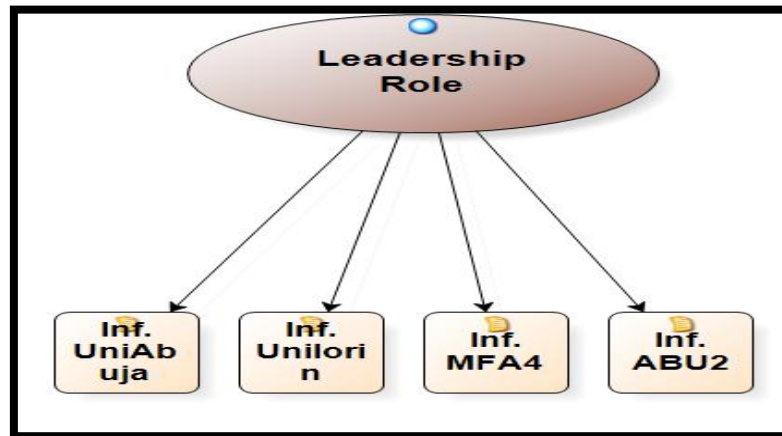 Leadership
Role
Inf.
UniAb
uja
Inf.
Unilori
n
Inf.
MFA4
Inf.
ABU2